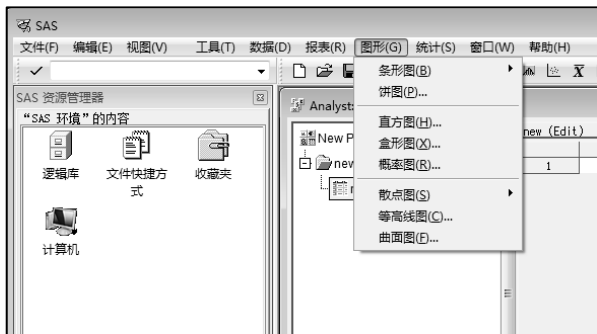 SAS
文件(F) 编辑(E) 视图(V) 工具(T) 数据(D) 报表(R) 图形(G) 统计(S) 窗口(W) 帮助(H)
SAS 资源管理器
“SAS 环境”的内容
逻辑库
文件快捷方式
收藏夹
计算机
Analyst:
New P
new
条形图(B)
饼图(P)...
直方图(H)...
盒形图(X)...
概率图(R)...
散点图(S)
等高线图(C)...
曲面图(F)...
new (Edit)
1